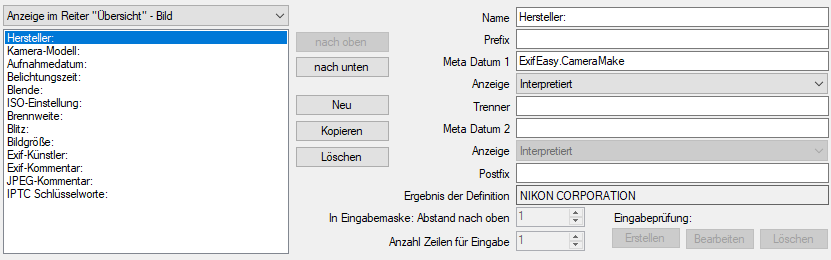 Anzeige im Reiter "Übersicht" - Bild
Hersteller:
Kamera-Modell:
Aufnahmedatum:
Belichtungszeit:
Blende:
ISO-Einstellung:
Brennweite:
Blitz:
Bildgröße:
Exif-Künstler:
Exif-Kommentar:
JPEG-Kommentar:
IPTC Schlüsselworte:
nach oben
nach unten
Neu
Kopieren
Löschen
Name Hersteller:
Prefix
Meta Datum 1 ExifEasy.CameraMake
Anzeige Interpretiert
Trenner
Meta Datum 2
Anzeige Interpretiert
Postfix
Ergebnis der Definition NIKON CORPORATION
In Eingabemaske: Abstand nach oben 1 Eingabeprüfung:
Anzahl Zeilen für Eingabe 1 Erstellen Bearbeiten Löschen